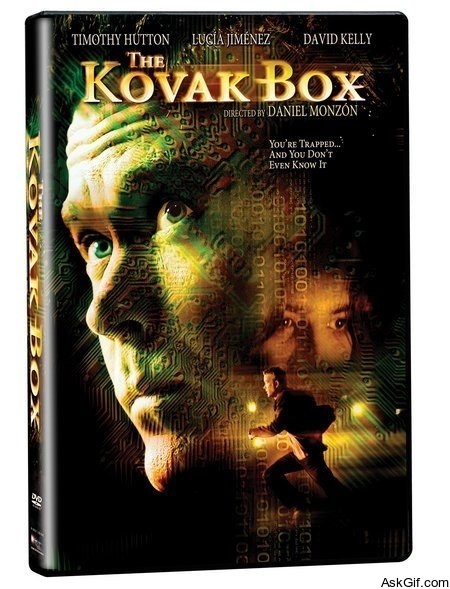 TIMOTHY HUTTON LUCÍA JIMÉNEZ DAVID KELLY
THE
KOVAK BOX
DIRECTED BY DANIEL MONZÓN
YOU'RE TRAPPED...
AND YOU DON'T
EVEN KNOW IT
THE
KOVAK BOX
DVD
AskGif.com